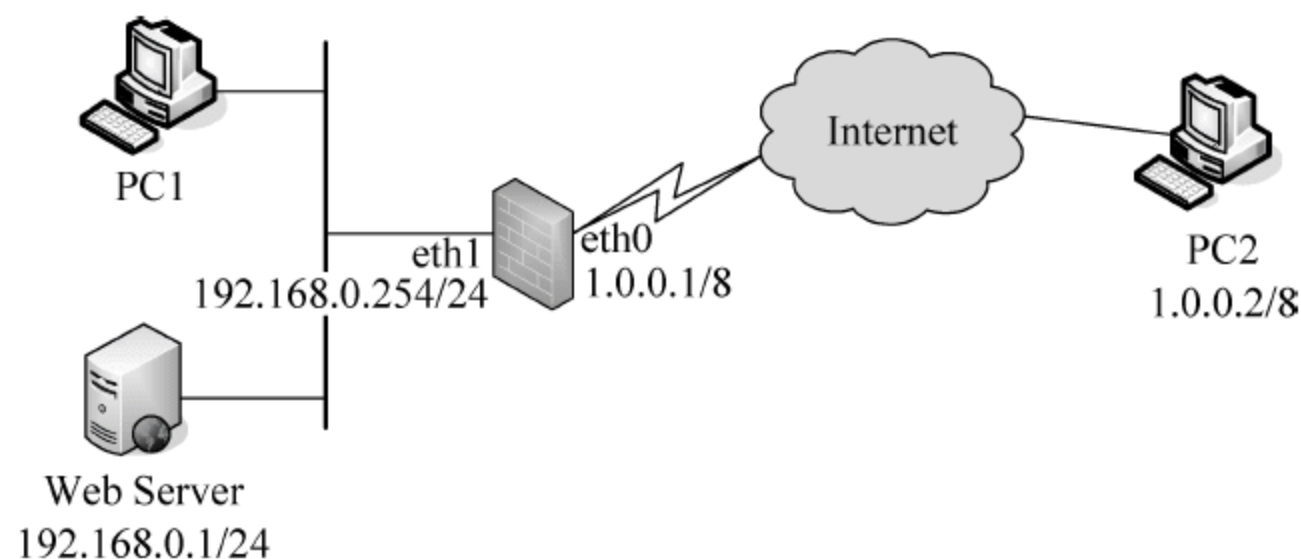 PC1
Internet
eth1
192.168.0.254/24
eth0
1.0.0.1/8
PC2
1.0.0.2/8
Web Server
192.168.0.1/24